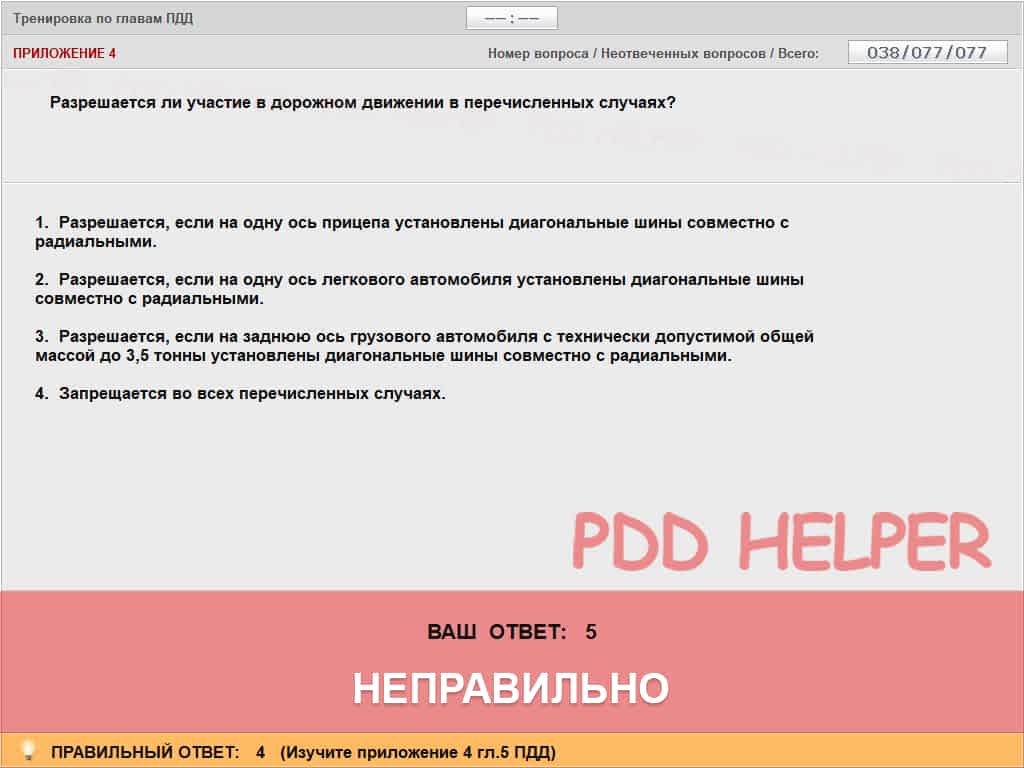 Тренировка по главам ПДД
—— : ——
ПРИЛОЖЕНИЕ 4
Номер вопроса / Неотвеченных вопросов / Всего:
038/077/077
Разрешается ли участие в дорожном движении в перечисленных случаях?
1. Разрешается, если на одну ось прицепа установлены диагональные шины совместно с
радиальными.
2. Разрешается, если на одну ось легкового автомобиля установлены диагональные шины
совместно с радиальными.
3. Разрешается, если на заднюю ось грузового автомобиля с технически допустимой общей
массой до 3,5 тонны установлены диагональные шины совместно с радиальными.
4. Запрещается во всех перечисленных случаях.
PDD HELPER
ВАШ ОТВЕТ: 5
НЕПРАВИЛЬНО
ПРАВИЛЬНЫЙ ОТВЕТ: 4 (Изучите приложение 4 гл.5 ПДД)